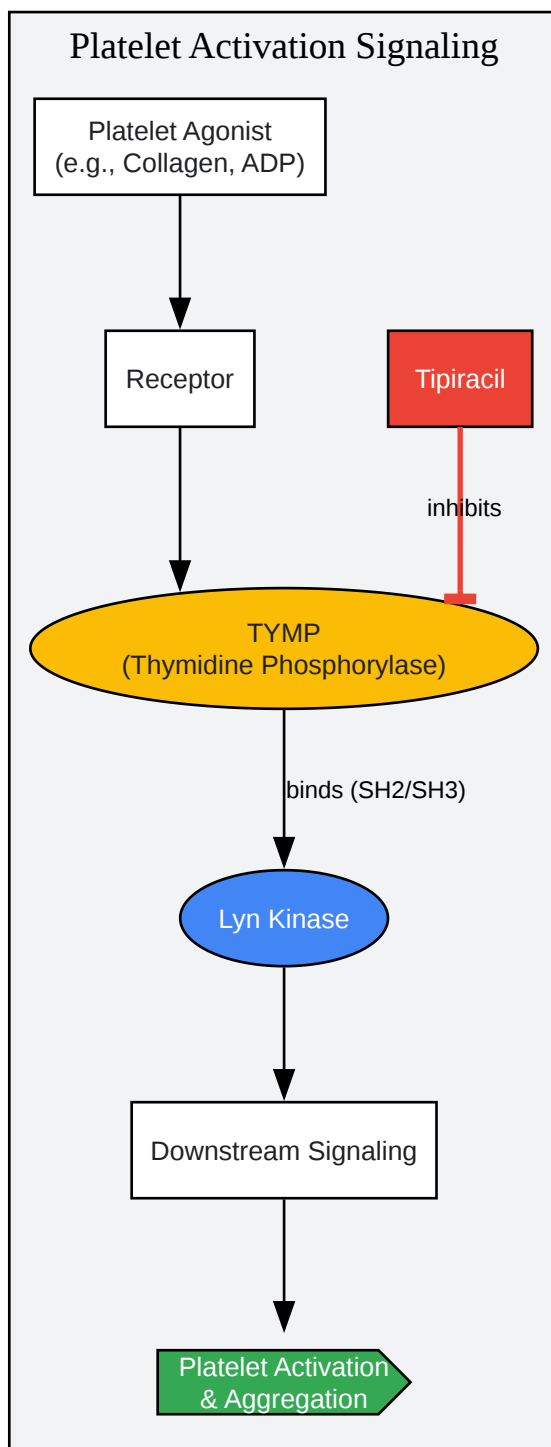 Platelet Activation Signaling
Platelet Agonist
(e.g., Collagen, ADP)
Receptor
Tipiracil
inhibits
TYMP
(Thymidine Phosphorylase)
binds (SH2/SH3)
Lyn Kinase
Downstream Signaling
Platelet Activation
& Aggregation